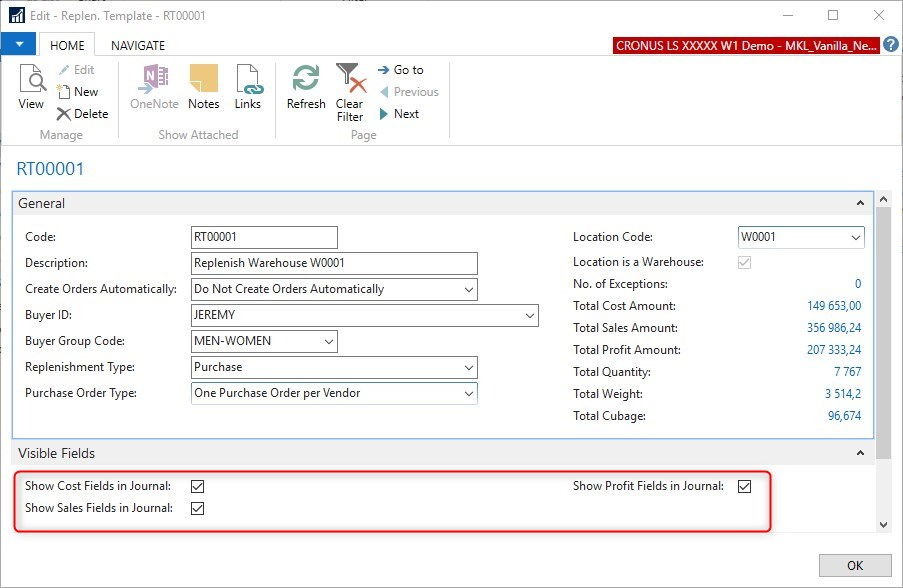 Edit - Replen. Template - RT00001
HOME
NAVIGATE
CRONUS LS XXXXX W1 Demo - MKL_Vanilla_Ne...
?
View
Edit
New
Delete
Manage
OneNote
Notes
Links
Show Attached
Refresh
Clear Filter
Go to
Previous
Next
Page
RT00001
General
Code: RT00001
Description: Replenish Warehouse W0001
Create Orders Automatically: Do Not Create Orders Automatically
Buyer ID: JEREMY
Buyer Group Code: MEN-WOMEN
Replenishment Type: Purchase
Purchase Order Type: One Purchase Order per Vendor
Location Code: W0001
Location is a Warehouse:
No. of Exceptions: 0
Total Cost Amount: 149 653,00
Total Sales Amount: 356 986,24
Total Profit Amount: 207 333,24
Total Quantity: 7 767
Total Weight: 3 514,2
Total Cubage: 96,674
Visible Fields
Show Cost Fields in Journal:
Show Sales Fields in Journal:
Show Profit Fields in Journal:
OK